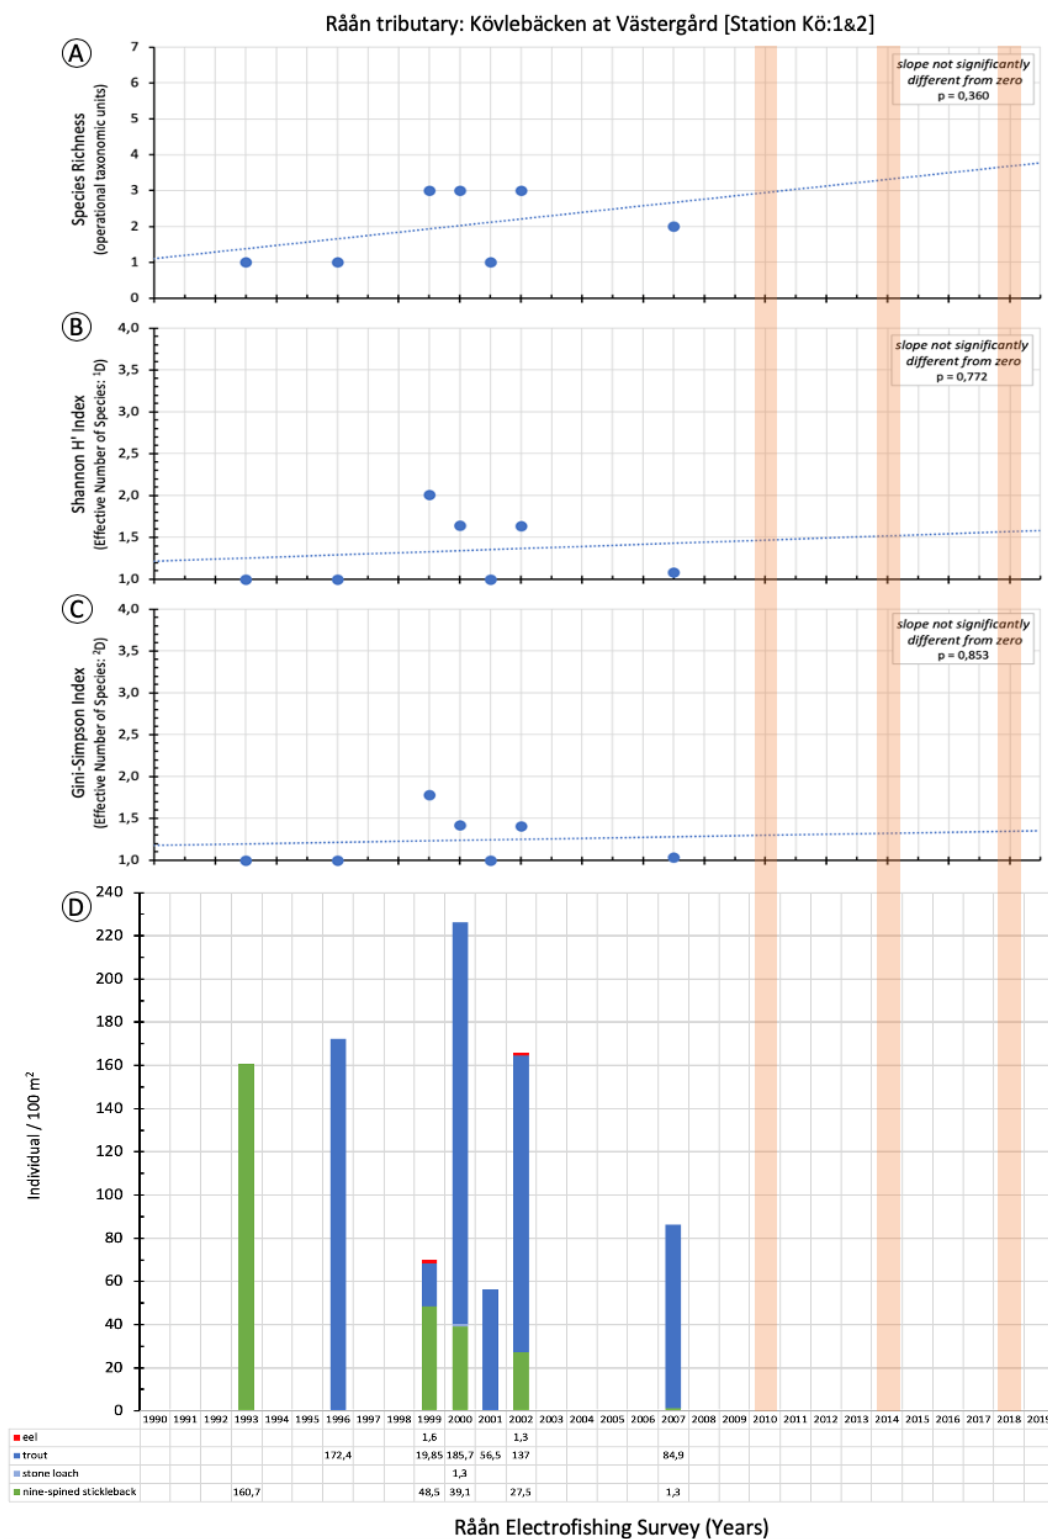 Råån tributary: Kövlebäcken at Västergård [Station Kö:1&2]
A
Species Richness
(operational taxonomic units)
7
6
5
4
3
2
1
0
slope not significantly
different from zero
p = 0,360
B
Shannon H' Index
(Effective Number of Species: ¹D)
4,0
3,5
3,0
2,5
2,0
1,5
1,0
slope not significantly
different from zero
p = 0,772
C
Gini-Simpson Index
(Effective Number of Species: ²D)
4,0
3,5
3,0
2,5
2,0
1,5
1,0
slope not significantly
different from zero
p = 0,853
D
Individual / 100 m²
240
220
200
180
160
140
120
100
80
60
40
20
0
1990 1991 1992 1993 1994 1995 1996 1997 1998 1999 2000 2001 2002 2003 2004 2005 2006 2007 2008 2009 2010 2011 2012 2013 2014 2015 2016 2017 2018 2019
eel 1,6 1,3
trout 172,4 19,85 185,7 56,5 137 84,9
stone loach 1,3
nine-spined stickleback 160,7 48,5 39,1 27,5 1,3
Råån Electrofishing Survey (Years)